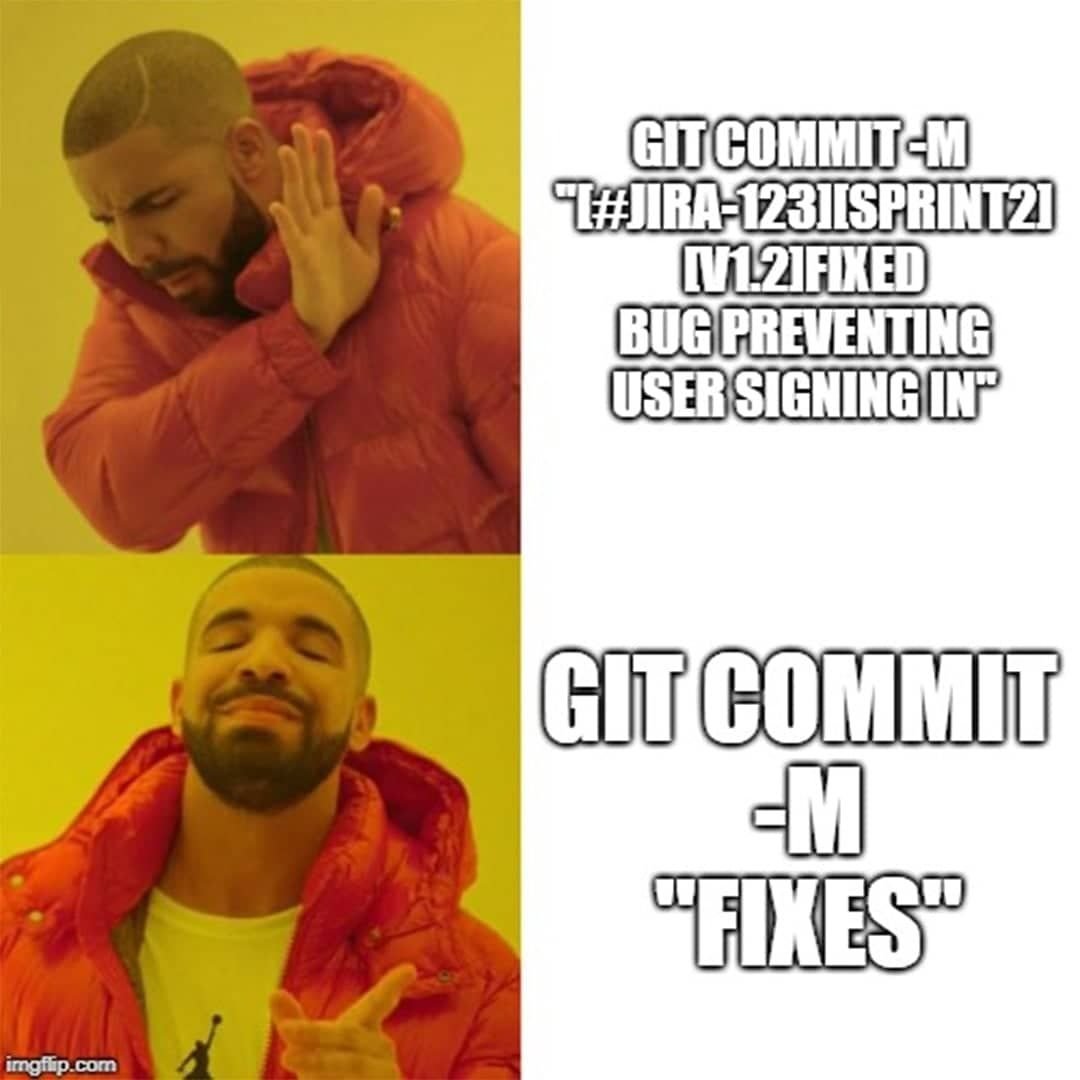 GIT COMMIT -M
"[#JIRA-123][SPRINT2]
[V1.2]FIXED
BUG PREVENTING
USER SIGNING IN"
GIT COMMIT
-M
"FIXES"
imgflip.com